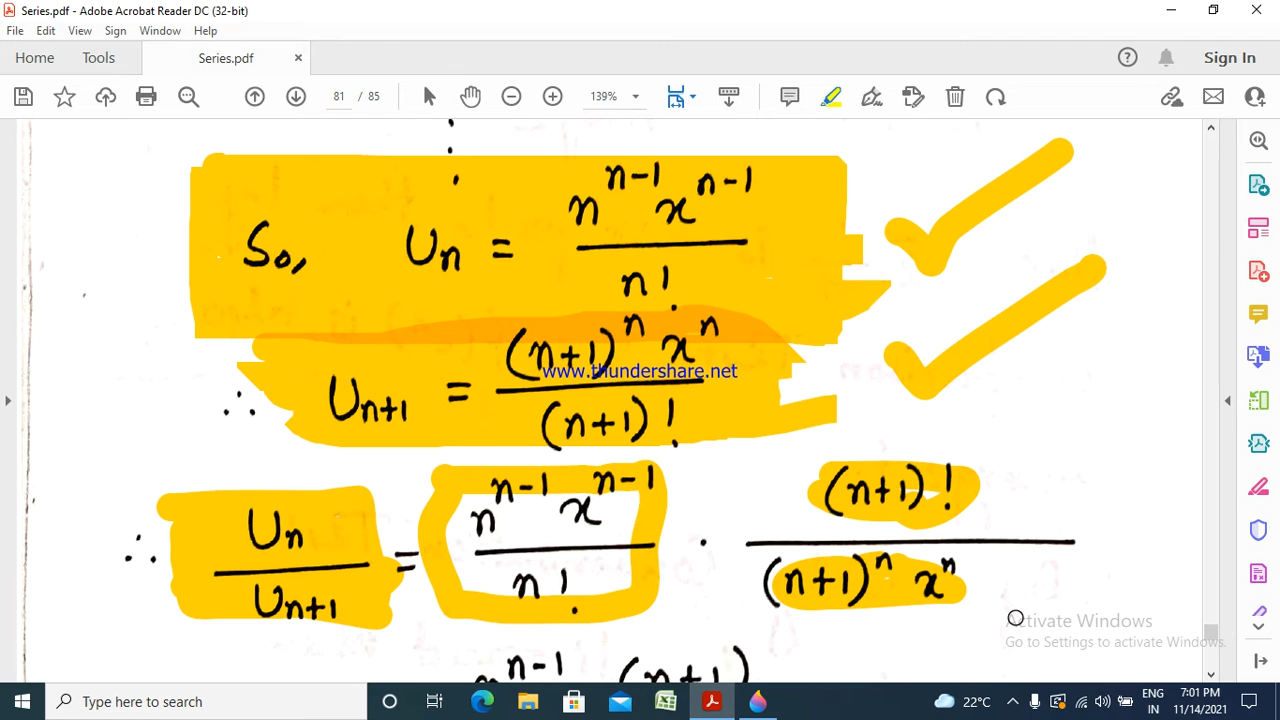 Series.pdf - Adobe Acrobat Reader DC (32-bit)
File Edit View Sign Window Help
Home Tools Series.pdf × Sign In
81 / 85 139%
So, Un = n^(n-1) x^(n-1) / n!
∴ Un+1 = (n+1)^n x^n / (n+1)!
www.thundershare.net
∴ Un / Un+1 = n^(n-1) x^(n-1) / n! · (n+1)! / (n+1)^n x^n
Activate Windows
Go to Settings to activate Windows.
n^(n-1) (n+1)
Type here to search
22°C ENG IN 7:01 PM 11/14/2021